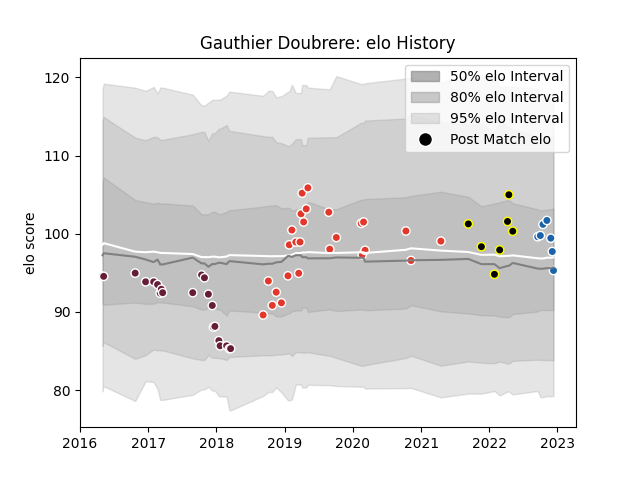 Gauthier Doubrere: elo History
50% elo Interval
80% elo Interval
95% elo Interval
Post Match elo
elo score
120
110
100
90
80
2016
2017
2018
2019
2020
2021
2022
2023